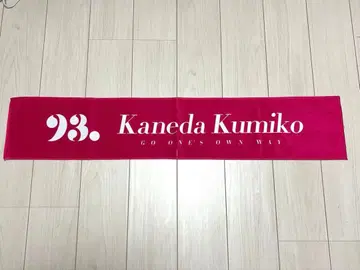 93. Kaneda Kumiko
GO ONE'S OWN WAY